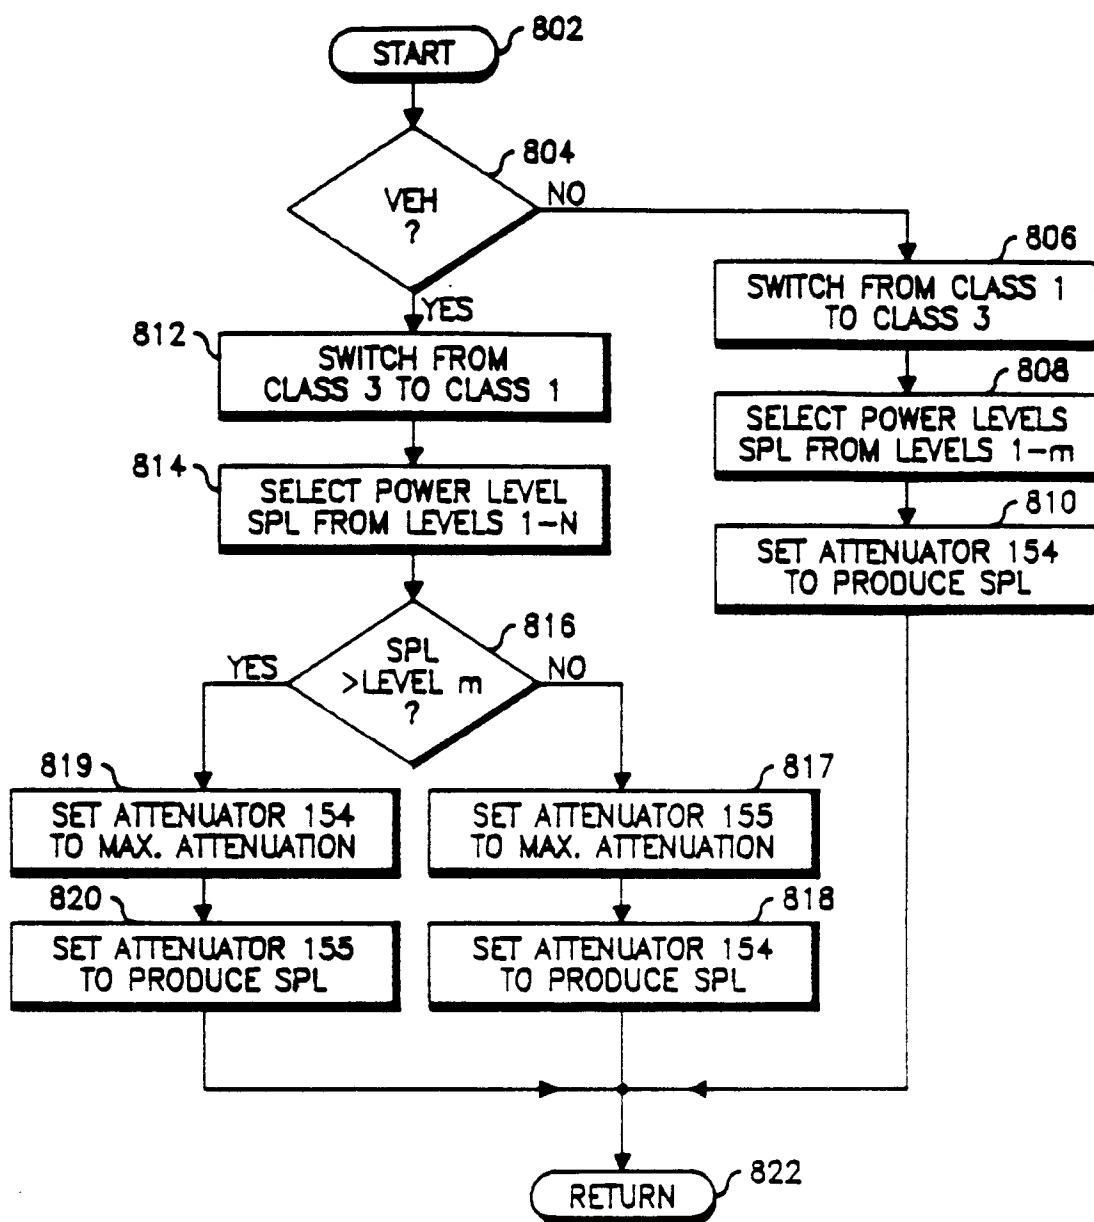 START
802
VEH
?
804
NO
YES
806
SWITCH FROM CLASS 1
TO CLASS 3
812
SWITCH FROM
CLASS 3 TO CLASS 1
808
SELECT POWER LEVELS
SPL FROM LEVELS 1-m
814
SELECT POWER LEVEL
SPL FROM LEVELS 1-N
810
SET ATTENUATOR 154
TO PRODUCE SPL
816
SPL
>LEVEL m
?
YES
NO
819
SET ATTENUATOR 154
TO MAX. ATTENUATION
817
SET ATTENUATOR 155
TO MAX. ATTENUATION
820
SET ATTENUATOR 155
TO PRODUCE SPL
818
SET ATTENUATOR 154
TO PRODUCE SPL
RETURN
822